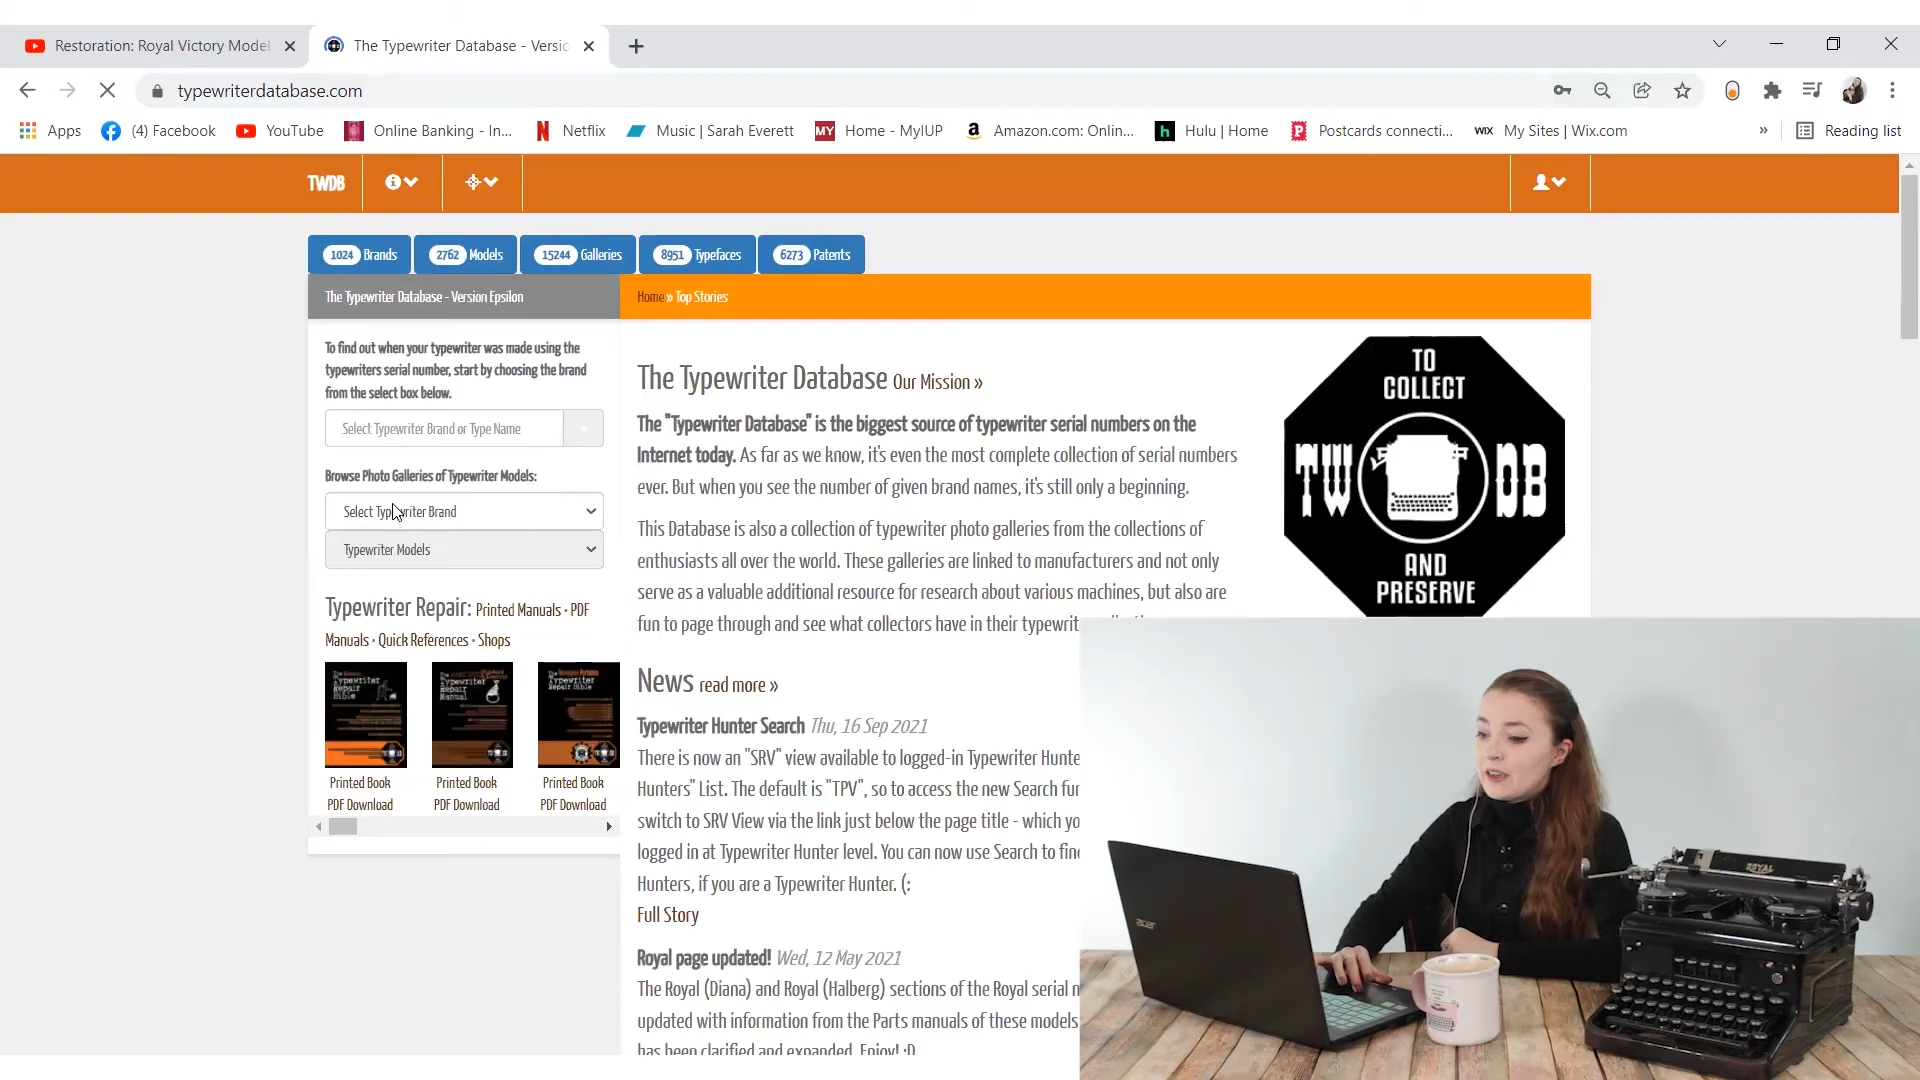 Restoration: Royal Victory Model
The Typewriter Database - Versio
typewriterdatabase.com
Apps
(4) Facebook
YouTube
Online Banking - In...
N
Netflix
Music | Sarah Everett
MY
Home - MyIUP
a
Amazon.com: Onlin...
h
Hulu | Home
P
Postcards connecti...
WIX
My Sites | Wix.com
»
Reading list
TWDB
1024 Brands
2762 Models
15244 Galleries
8951 Typefaces
6273 Patents
The Typewriter Database - Version Epsilon
Home » Top Stories
To find out when your typewriter was made using the
typewriters serial number, start by choosing the brand
from the select box below.
Select Typewriter Brand or Type Name
Browse Photo Galleries of Typewriter Models:
Select Typewriter Brand
Typewriter Models
Typewriter Repair: Printed Manuals · PDF
Manuals · Quick References · Shops
Typewriter
Repair
Bible
Typewriter
Repair
Manual
Typewriter
Repair Bible
Printed Book
PDF Download
Printed Book
PDF Download
Printed Book
PDF Download
The Typewriter Database Our Mission »
The "Typewriter Database" is the biggest source of typewriter serial numbers on the
Internet today. As far as we know, it's even the most complete collection of serial numbers
ever. But when you see the number of given brand names, it's still only a beginning.
This Database is also a collection of typewriter photo galleries from the collections of
enthusiasts all over the world. These galleries are linked to manufacturers and not only
serve as a valuable additional resource for research about various machines, but also are
fun to page through and see what collectors have in their typewrit
TO
COLLECT
TW DB
AND
PRESERVE
News read more »
Typewriter Hunter Search Thu, 16 Sep 2021
There is now an "SRV" view available to logged-in Typewriter Hunte
Hunters" List. The default is "TPV", so to access the new Search fun
switch to SRV View via the link just below the page title - which yo
logged in at Typewriter Hunter level. You can now use Search to find
Hunters, if you are a Typewriter Hunter. (:
Full Story
Royal page updated! Wed, 12 May 2021
The Royal (Diana) and Royal (Halberg) sections of the Royal serial n
updated with information from the Parts manuals of these models
has been clarified and expanded. Enjoy! :D
acer
ROYAL